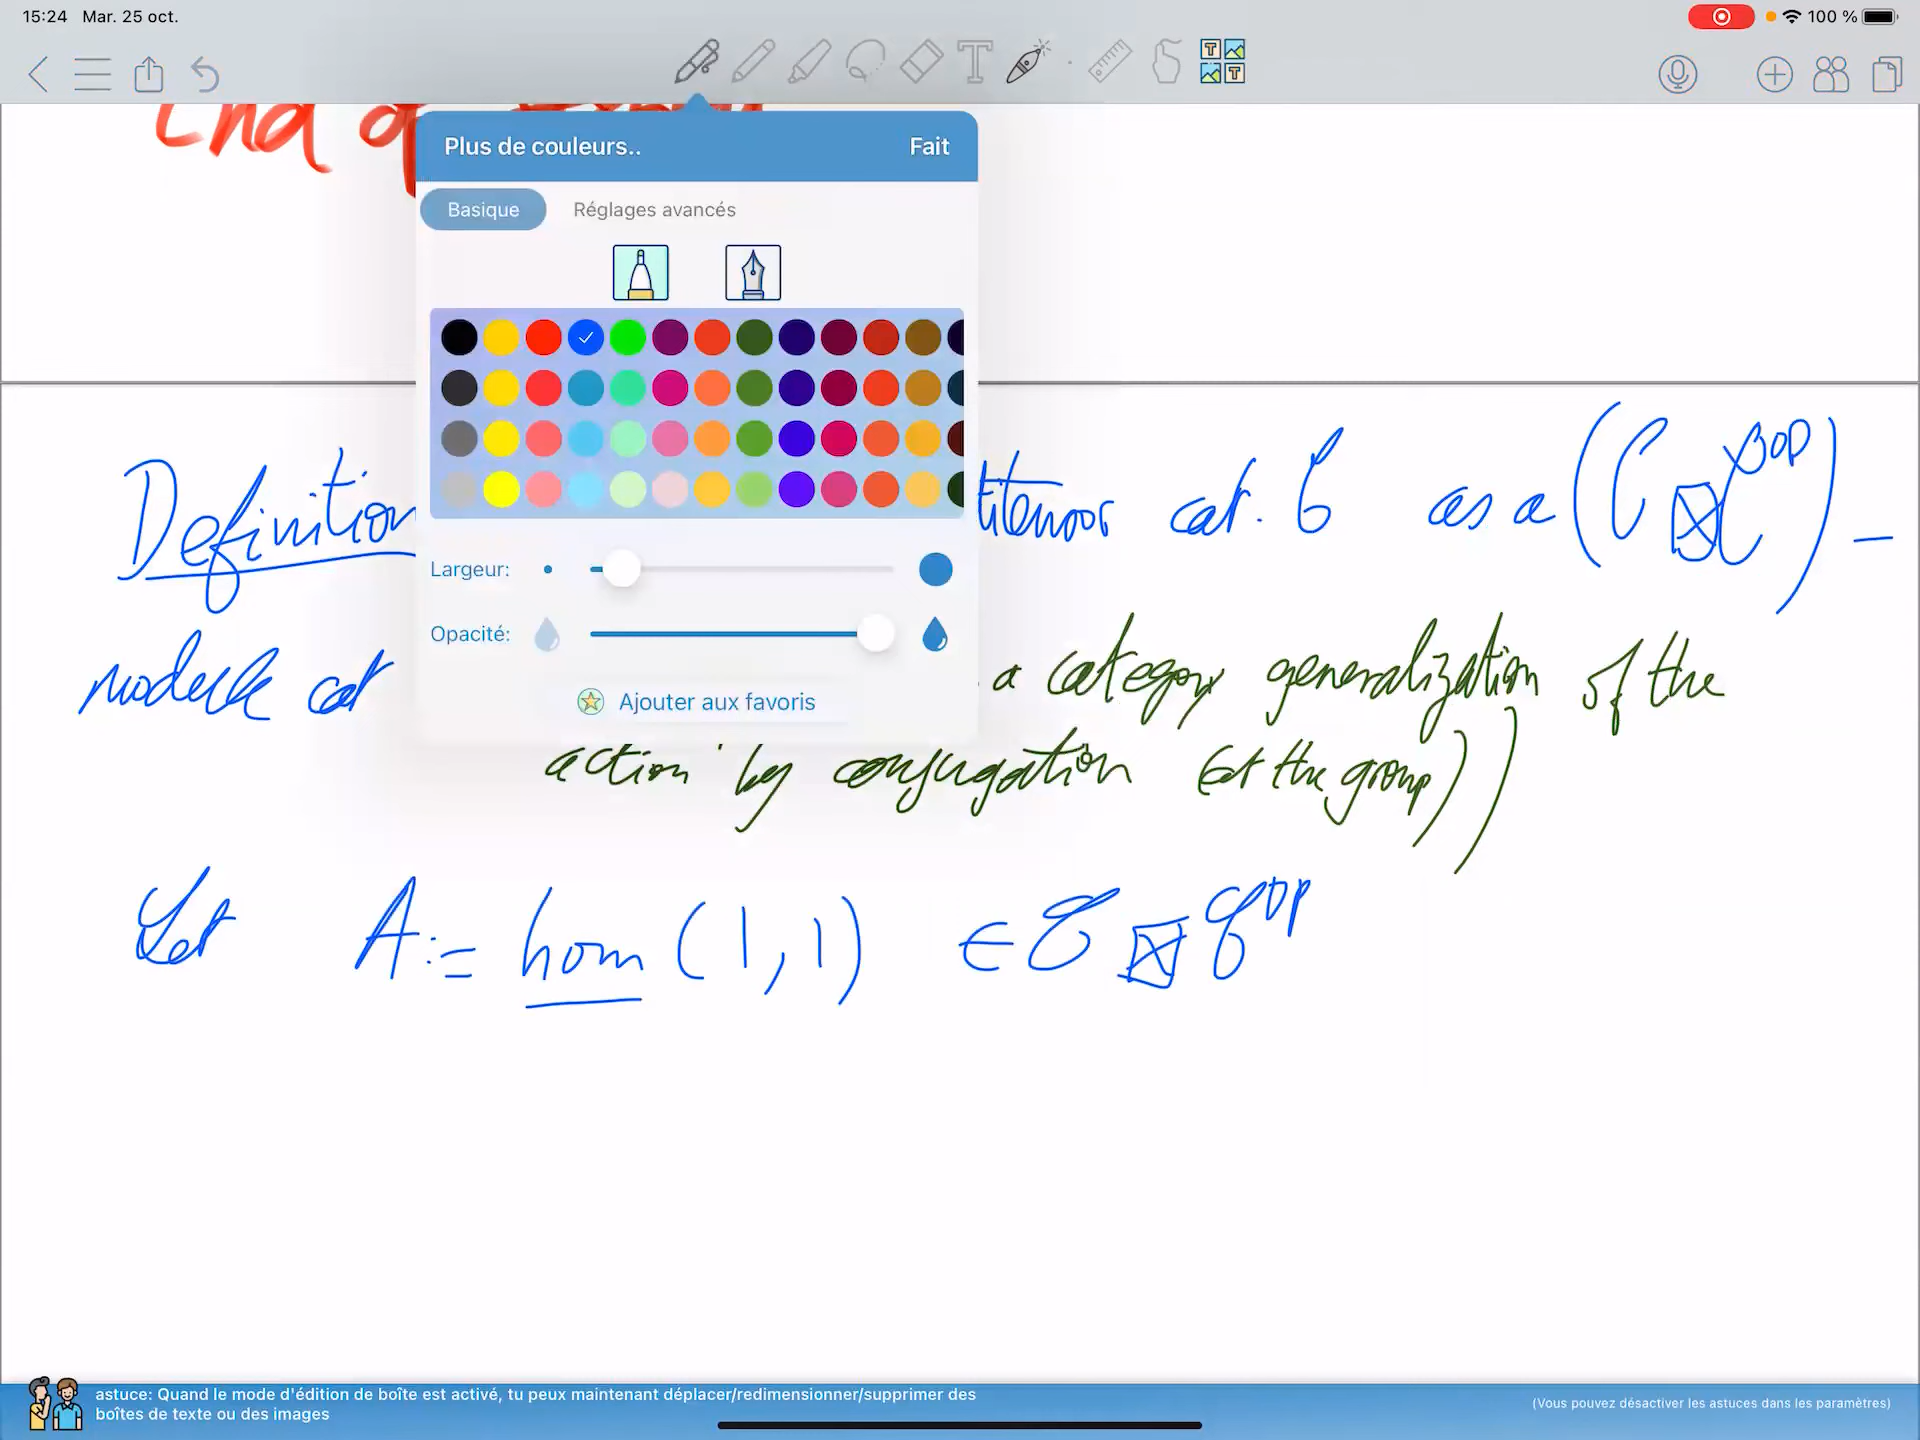 15:24 Mar. 25 oct. 100 %
End of
Plus de couleurs.. Fait
Basique Réglages avancés
Largeur:
Opacité:
Ajouter aux favoris
Definition cat. C as a (C ⊠ C^op) -
module cat a category generalization of the
action by conjugation (at the group))
Let A := hom (1,1) ∈ C ⊠ C^op
astuce: Quand le mode d'édition de boîte est activé, tu peux maintenant déplacer/redimensionner/supprimer des
boîtes de texte ou des images
(Vous pouvez désactiver les astuces dans les paramètres)